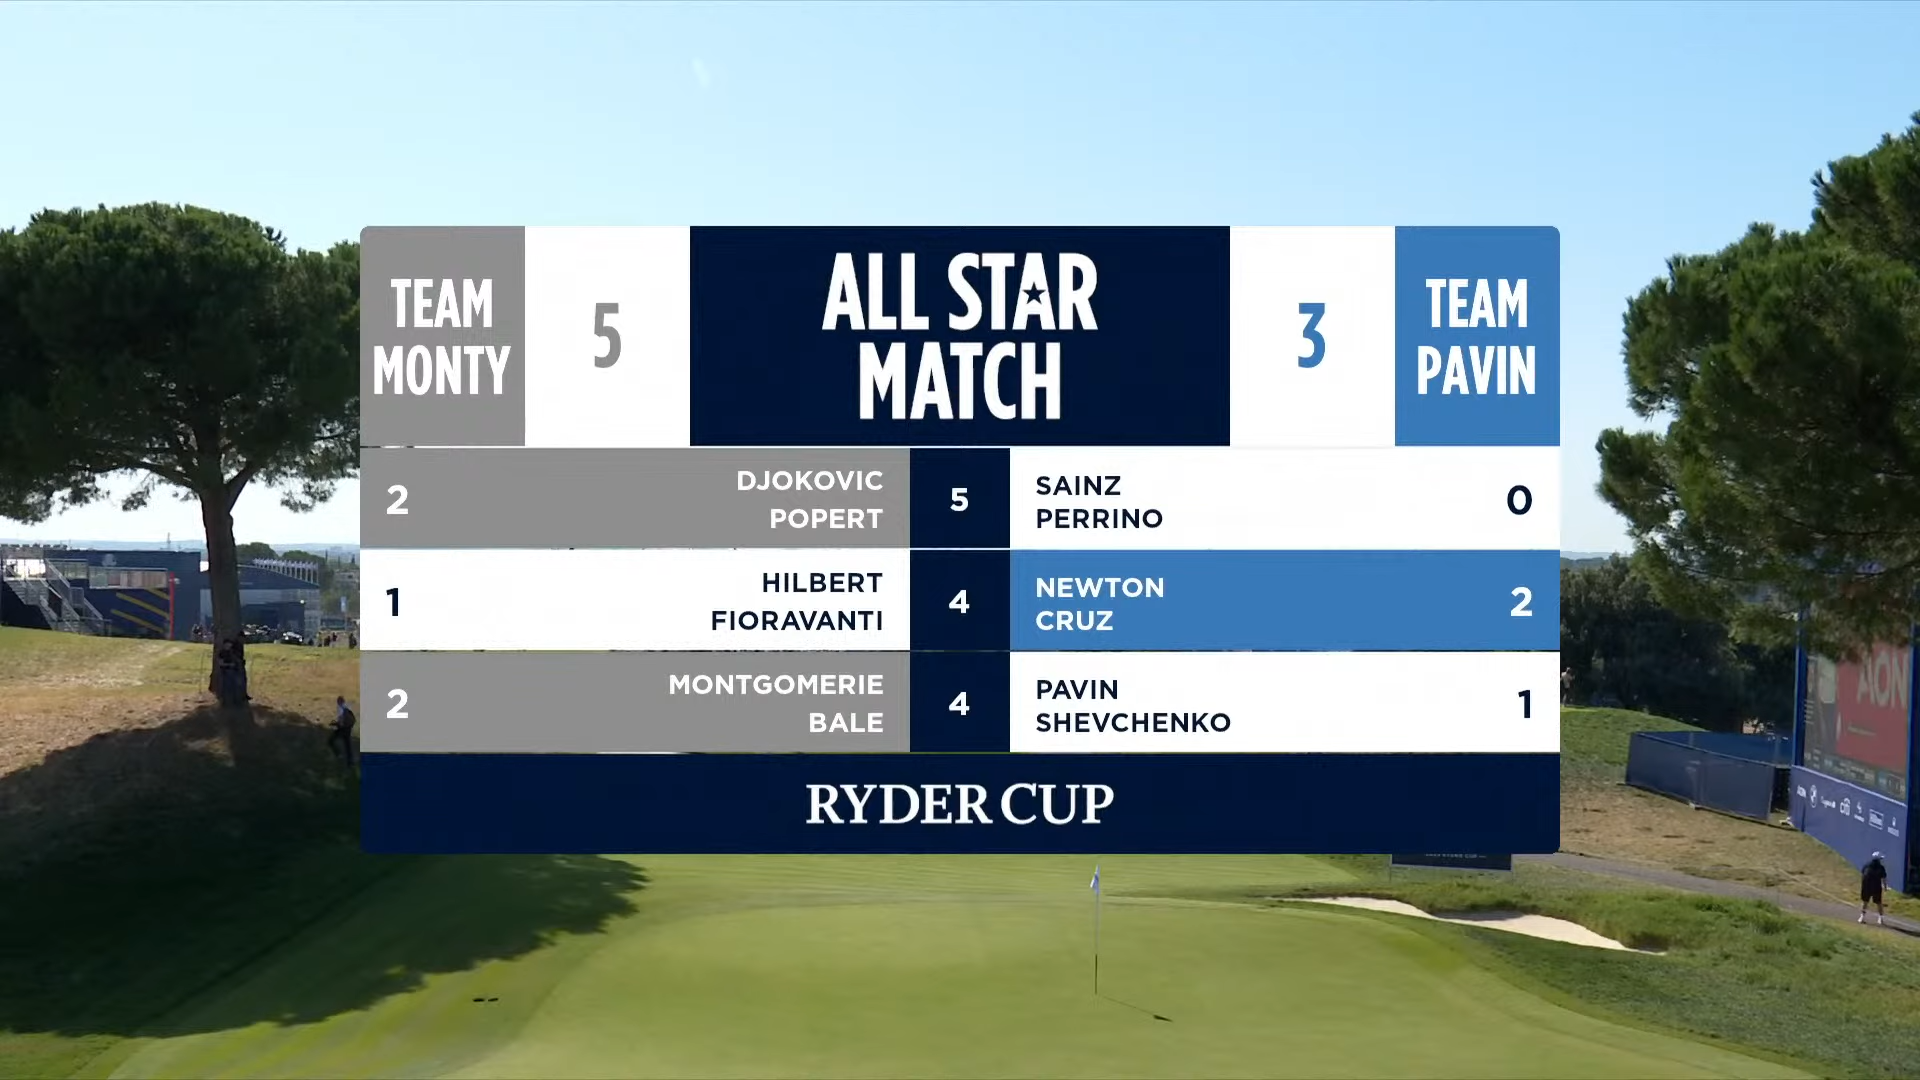 TEAM
MONTY
5
ALL STAR
MATCH
3
TEAM
PAVIN
2
DJOKOVIC
POPERT
5
SAINZ
PERRINO
0
1
HILBERT
FIORAVANTI
4
NEWTON
CRUZ
2
2
MONTGOMERIE
BALE
4
PAVIN
SHEVCHENKO
1
RYDER CUP
AON